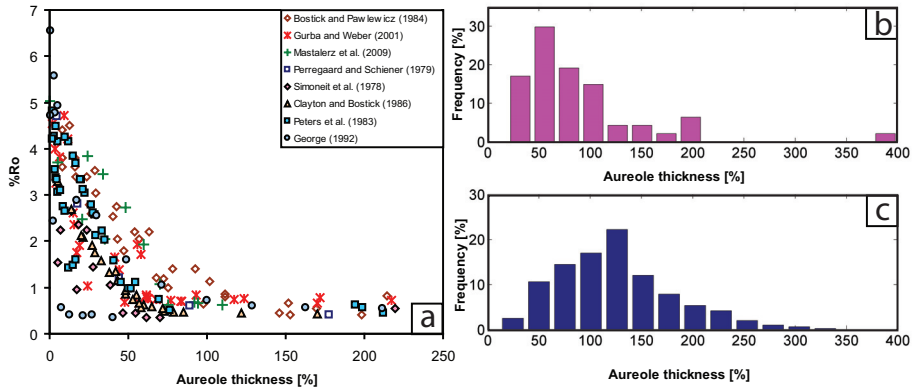 7
6
5
4
3
2
1
0
%Ro
0 50 100 150 200 250
Aureole thickness [%]
Bostick and Pawlewicz (1984)
Gurba and Weber (2001)
Mastalerz et al. (2009)
Perregaard and Schiener (1979)
Simoneit et al. (1978)
Clayton and Bostick (1986)
Peters et al. (1983)
George (1992)
a
30
20
10
0
Frequency [%]
b
0 50 100 150 200 250 300 350 400
Aureole thickness [%]
30
20
10
0
Frequency [%]
c
0 50 100 150 200 250 300 350 400
Aureole thickness [%]